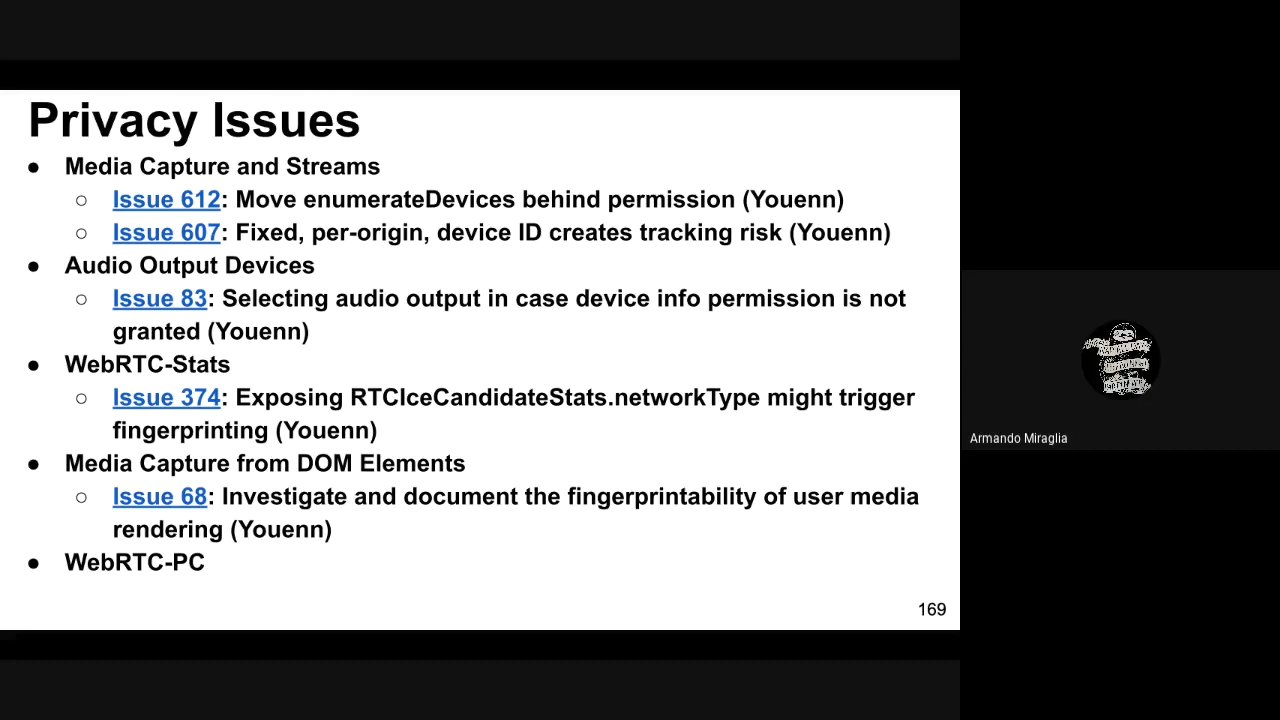 Privacy Issues
● Media Capture and Streams
○ Issue 612: Move enumerateDevices behind permission (Youenn)
○ Issue 607: Fixed, per-origin, device ID creates tracking risk (Youenn)
● Audio Output Devices
○ Issue 83: Selecting audio output in case device info permission is not
granted (Youenn)
● WebRTC-Stats
○ Issue 374: Exposing RTCIceCandidateStats.networkType might trigger
fingerprinting (Youenn)
● Media Capture from DOM Elements
○ Issue 68: Investigate and document the fingerprintability of user media
rendering (Youenn)
● WebRTC-PC
169
Armando Miraglia